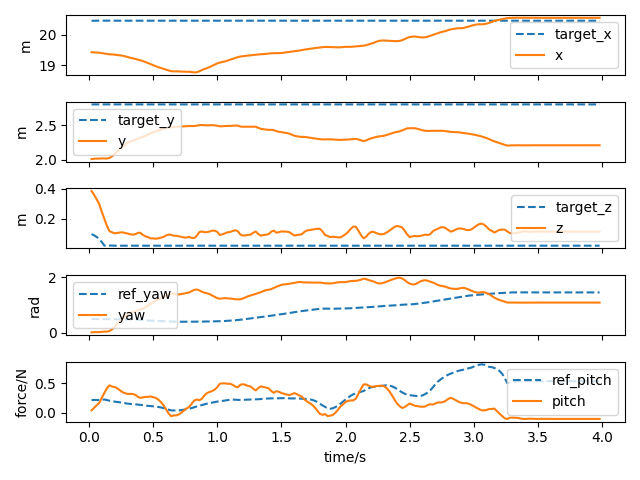 20
19
m
target_x
x
2.5
2.0
m
target_y
y
0.4
0.2
m
target_z
z
2
0
rad
ref_yaw
yaw
0.5
0.0
force/N
ref_pitch
pitch
0.0 0.5 1.0 1.5 2.0 2.5 3.0 3.5 4.0
time/s